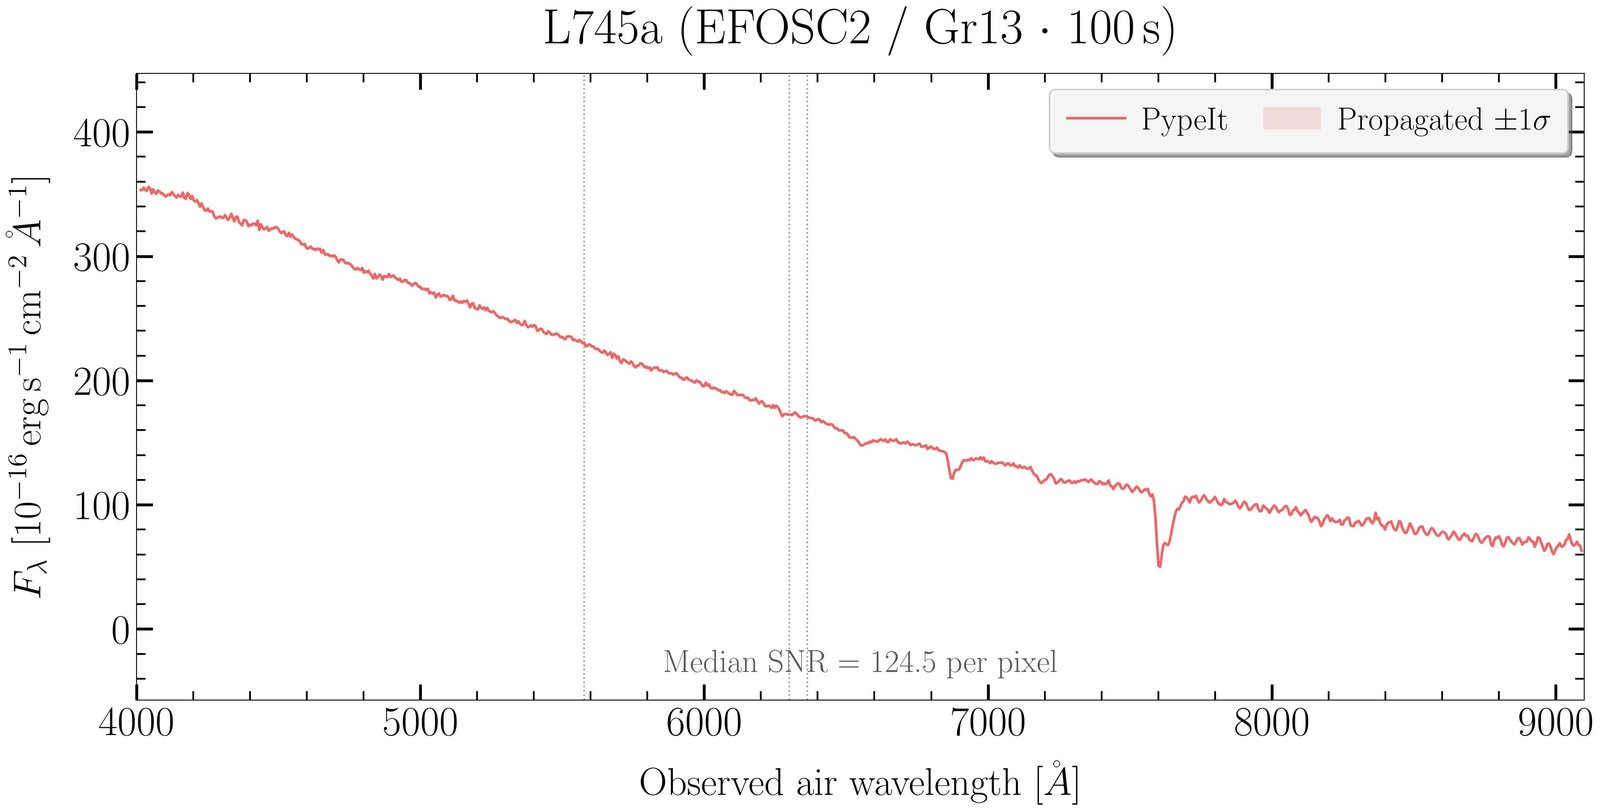 L745a (EFOSC2 / Gr13 · 100 s)
PypeIt
Propagated ±1σ
400
300
200
100
0
F_λ [10^−16 erg s^−1 cm^−2 Å^−1]
Median SNR = 124.5 per pixel
4000 5000 6000 7000 8000 9000
Observed air wavelength [Å]